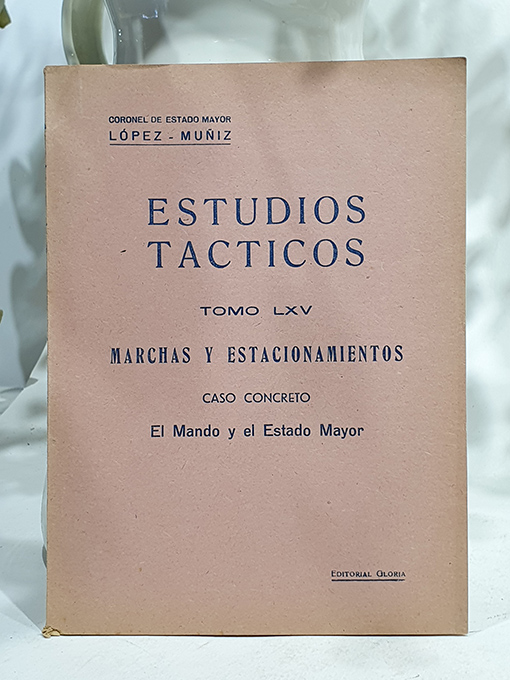 CORONEL DE ESTADO MAYOR
LÓPEZ - MUÑIZ
ESTUDIOS
TACTICOS
TOMO LXV
MARCHAS Y ESTACIONAMIENTOS
CASO CONCRETO
El Mando y el Estado Mayor
EDITORIAL GLORIA